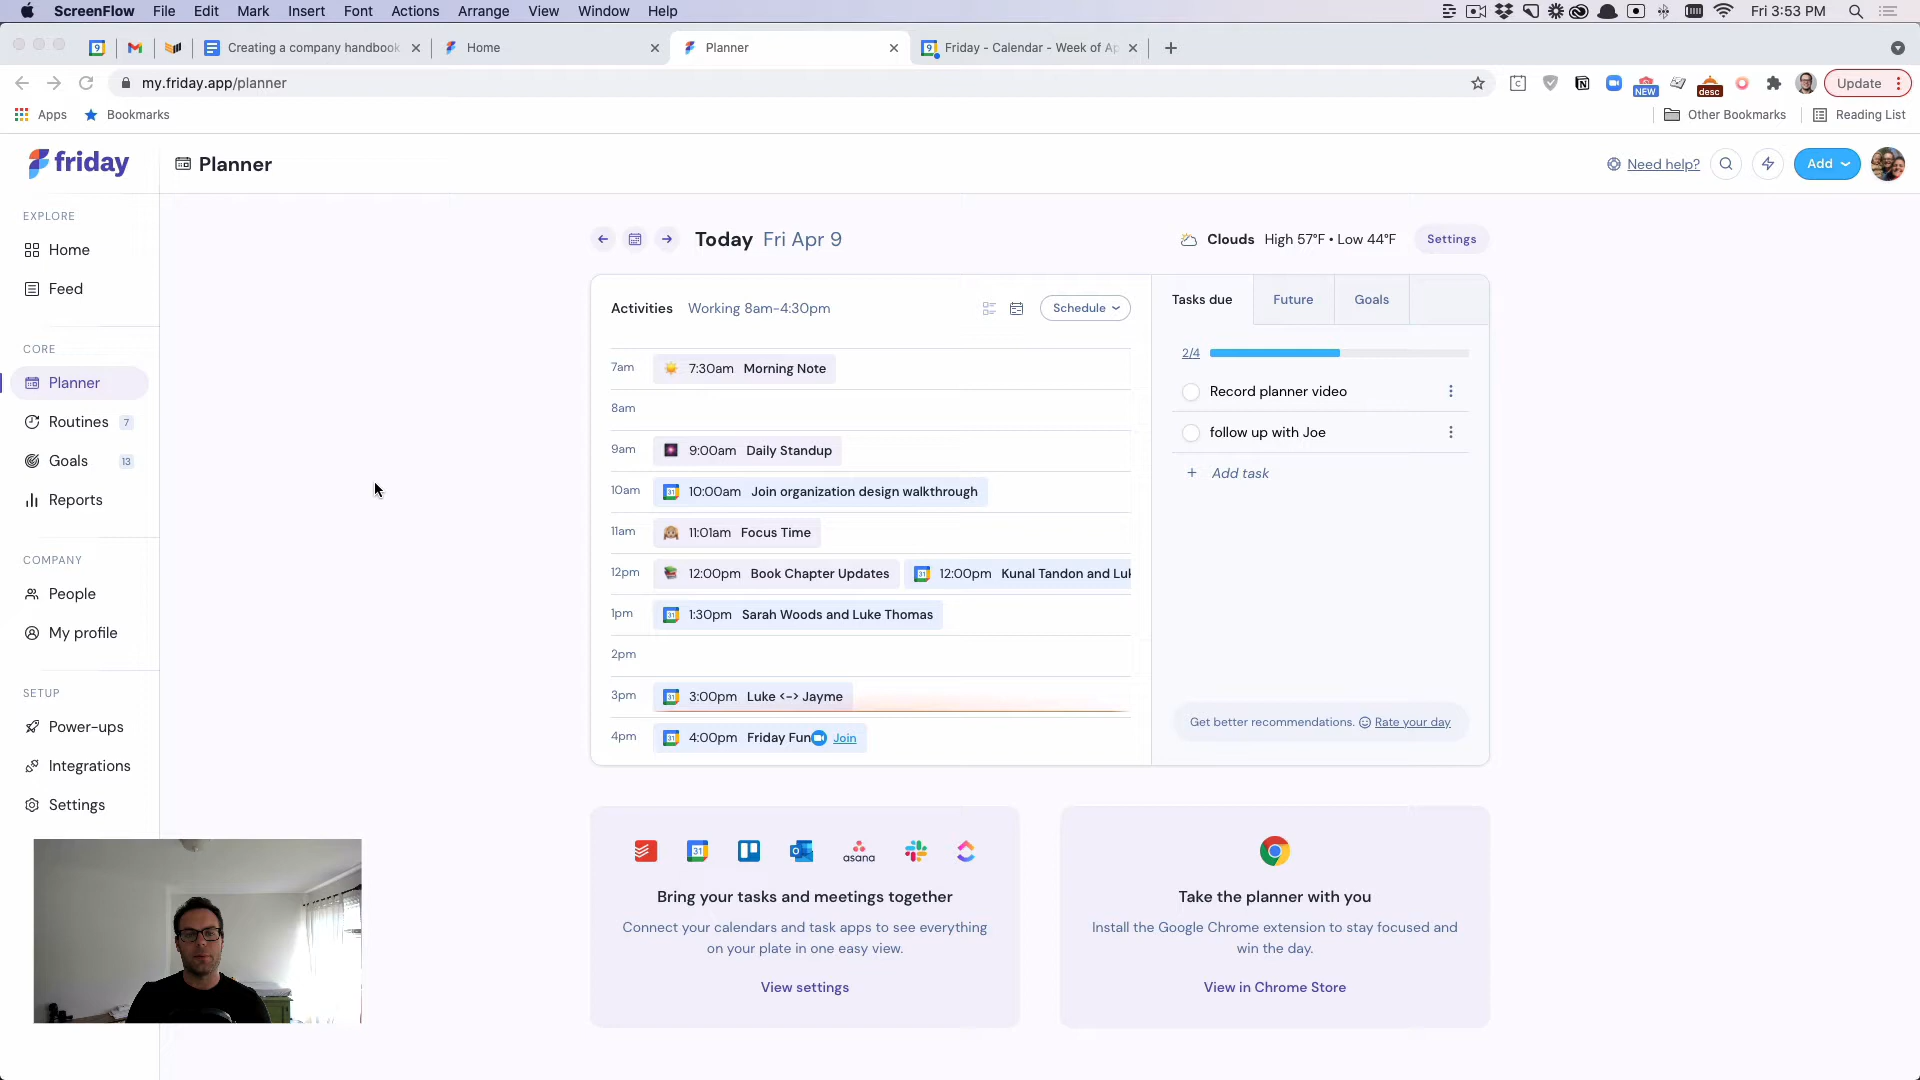 ScreenFlow File Edit Mark Insert Font Actions Arrange View Window Help
Fri 3:53 PM
Creating a company handbook
Home
Planner
Friday - Calendar - Week of Ap
my.friday.app/planner
NEW
desc
Update
Apps
Bookmarks
Other Bookmarks
Reading List
friday
Planner
Need help?
Add
EXPLORE
Home
Feed
CORE
Planner
Routines 7
Goals 13
Reports
COMPANY
People
My profile
SETUP
Power-ups
Integrations
Settings
Today Fri Apr 9
Clouds High 57°F • Low 44°F
Settings
Activities Working 8am-4:30pm
Schedule
7am 7:30am Morning Note
8am
9am 9:00am Daily Standup
10am 10:00am Join organization design walkthrough
11am 11:01am Focus Time
12pm 12:00pm Book Chapter Updates 12:00pm Kunal Tandon and Luk
1pm 1:30pm Sarah Woods and Luke Thomas
2pm
3pm 3:00pm Luke <-> Jayme
4pm 4:00pm Friday Fun Join
Tasks due Future Goals
2/4
Record planner video
follow up with Joe
+ Add task
Get better recommendations. Rate your day
asana
Bring your tasks and meetings together
Connect your calendars and task apps to see everything
on your plate in one easy view.
View settings
Take the planner with you
Install the Google Chrome extension to stay focused and
win the day.
View in Chrome Store